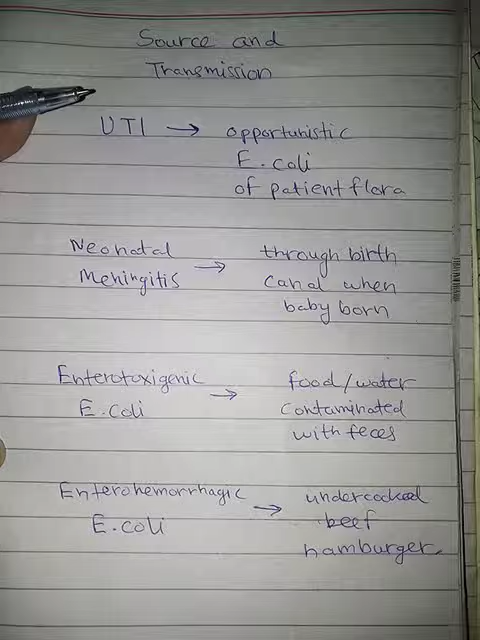 Source and
Transmission
UTI → opportunistic
E. coli
of patient flora
Neonatal
Meningitis → through birth
canal when
baby born
Enterotoxigenic
E. Coli → food/water
contaminated
with feces
Enterohemorrhagic
E. coli → undercooked
beef
hamburger.